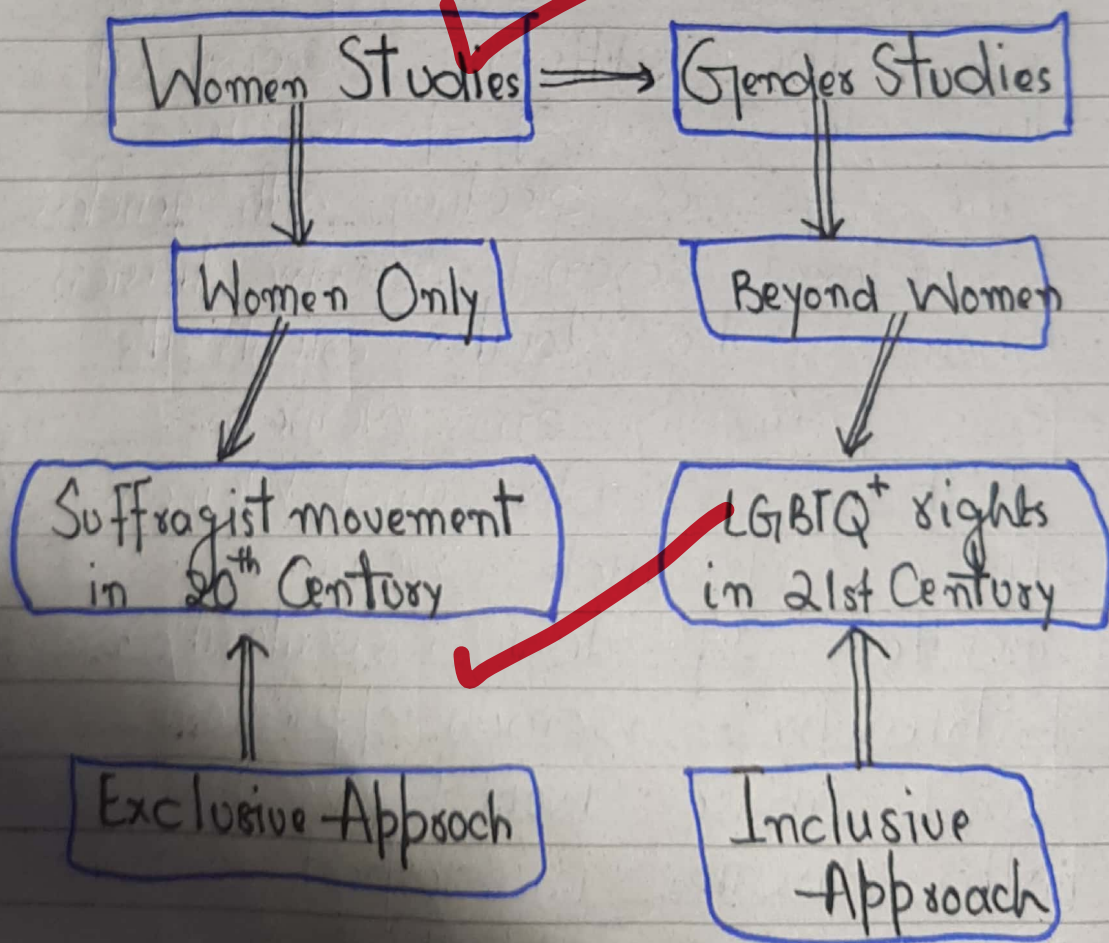 Women Studies
Gender Studies
Women Only
Beyond Women
Suffragist movement
in 20th Century
LGBTQ+ rights
in 21st Century
Exclusive Approch
Inclusive
Approach